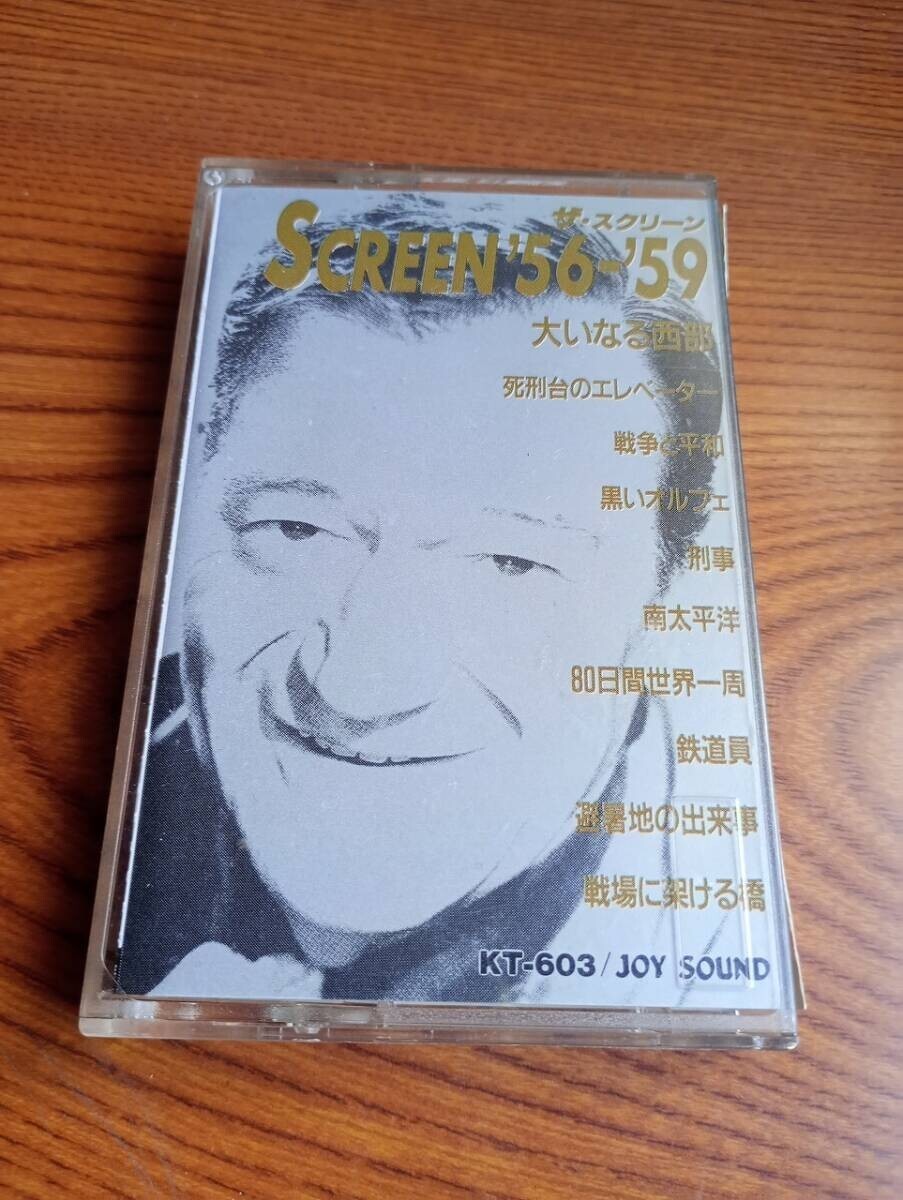 ザ・スクリーン
SCREEN '56-'59
大いなる西部
死刑台のエレベーター
戦争と平和
黒いオルフェ
刑事
南太平洋
80日間世界一周
鉄道員
避暑地の出来事
戦場に架ける橋
KT-603/JOY SOUND